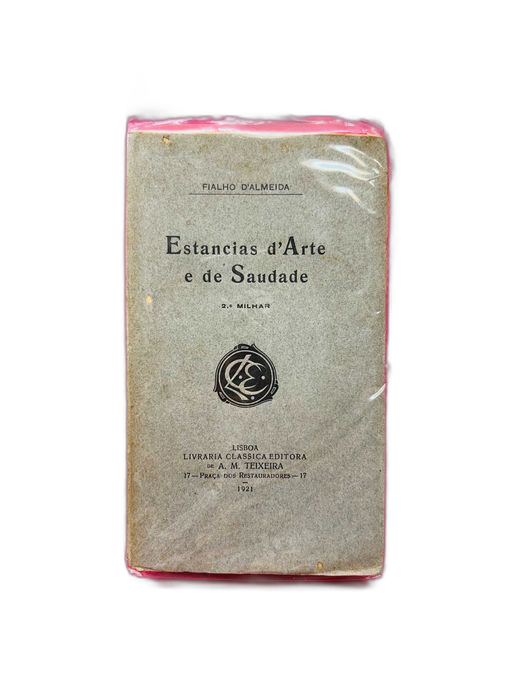 FIALHO D'ALMEIDA
Estancias d'Arte
e de Saudade
2.º MILHAR
LCE
LISBOA
LIVRARIA CLASSICA EDITORA
DE A. M. TEIXEIRA
17—PRAÇA DOS RESTAURADORES—17
1921